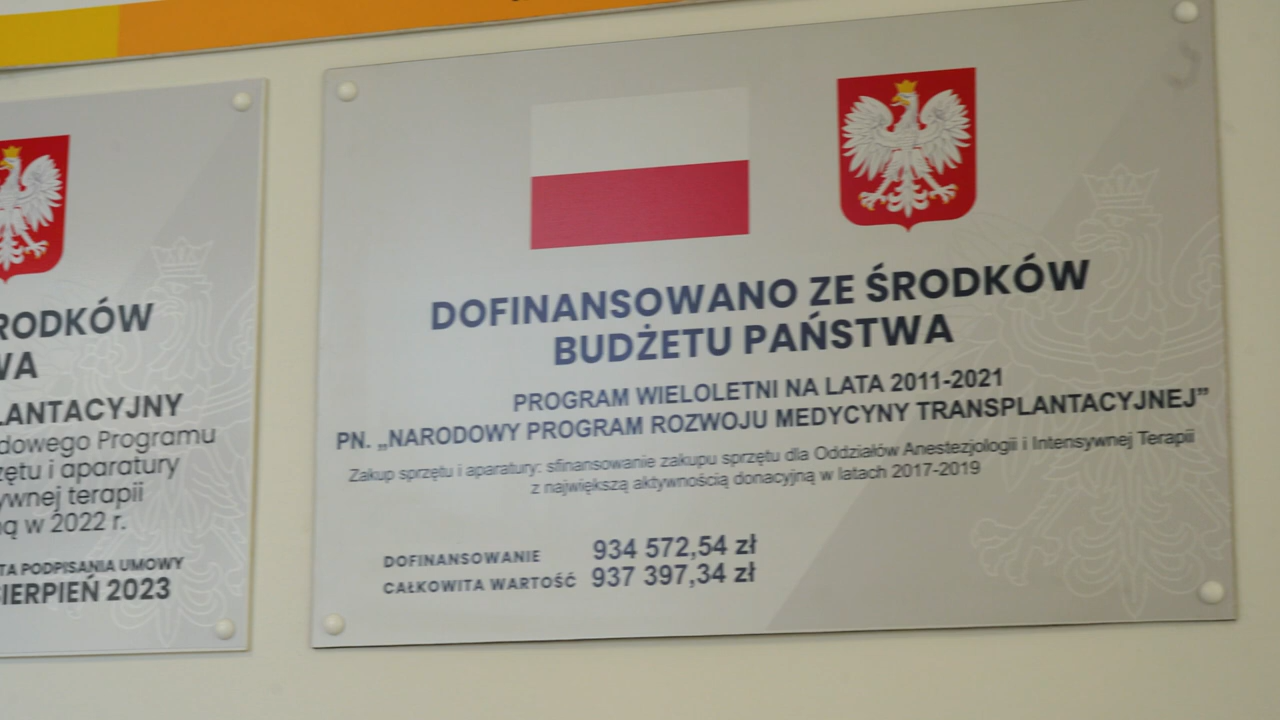 RODKÓW
WA
LANTACYJNY
dowego Programu
zętu i aparatury
ywnej terapii
ną w 2022 r.
TA PODPISANIA UMOWY
SIERPIEŃ 2023
DOFINANSOWANO ZE ŚRODKÓW
BUDŻETU PAŃSTWA
PROGRAM WIELOLETNI NA LATA 2011-2021
PN. „NARODOWY PROGRAM ROZWOJU MEDYCYNY TRANSPLANTACYJNEJ”
Zakup sprzętu i aparatury: sfinansowanie zakupu sprzętu dla Oddziałów Anestezjologii i Intensywnej Terapii
z największą aktywnością donacyjną w latach 2017-2019
DOFINANSOWANIE 934 572,54 zł
CAŁKOWITA WARTOŚĆ 937 397,34 zł